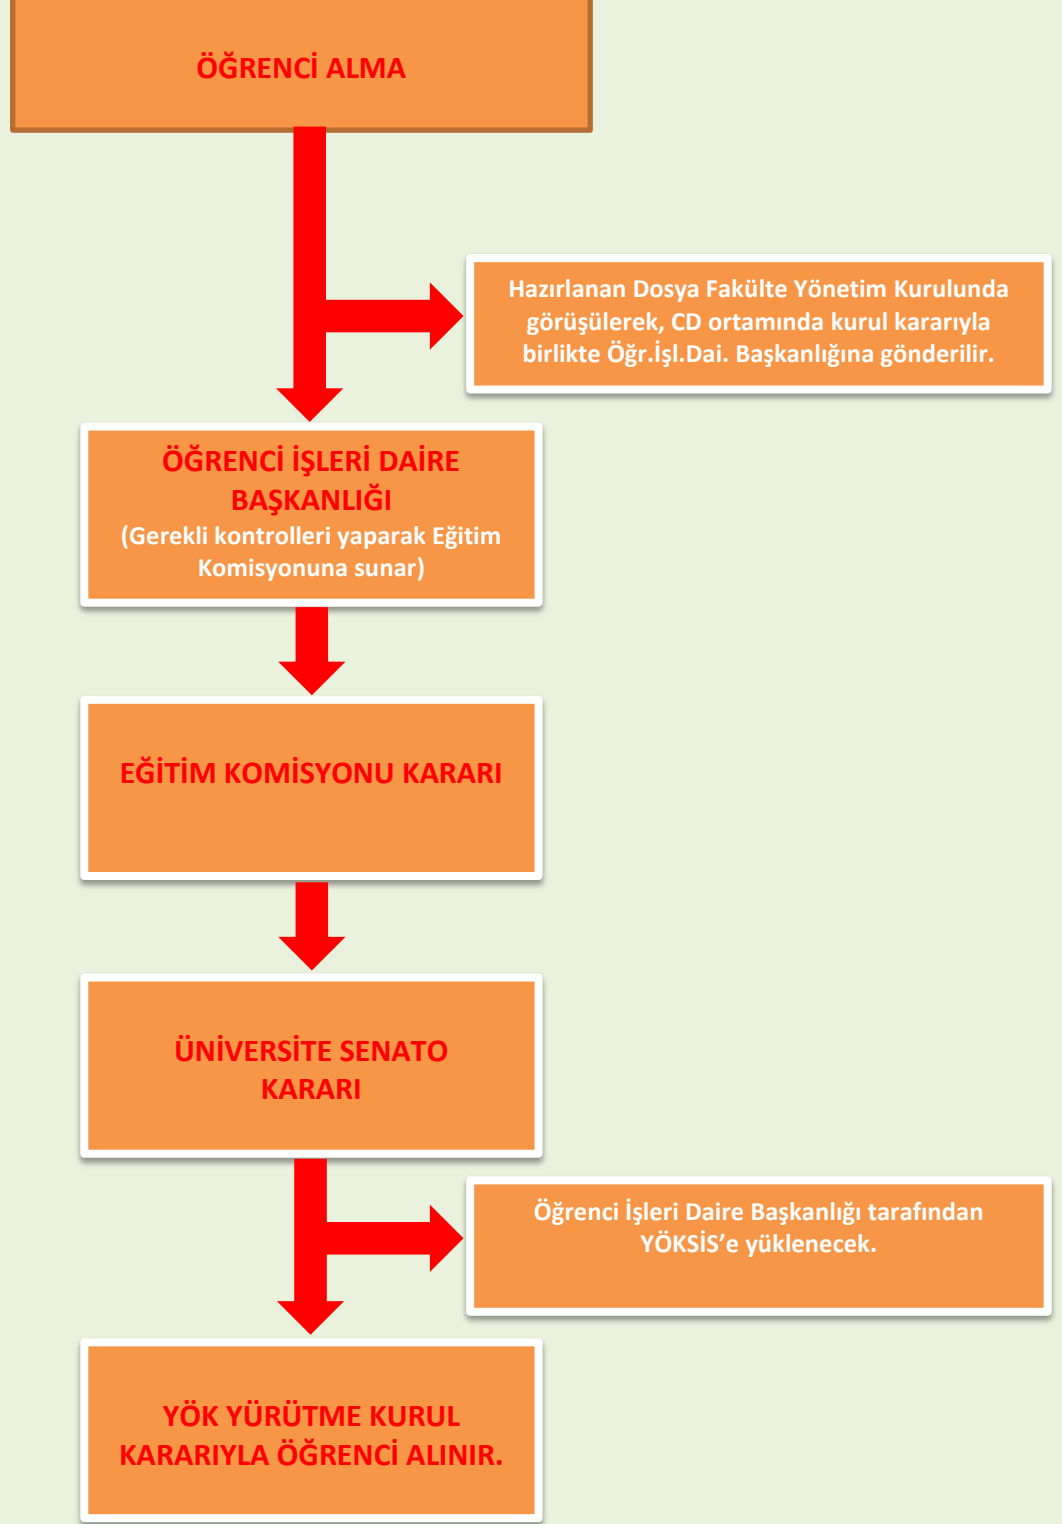 ÖĞRENCİ ALMA
Hazırlanan Dosya Fakülte Yönetim Kurulunda
görüşülerek, CD ortamında kurul kararıyla
birlikte Öğr.İşl.Dai. Başkanlığına gönderilir.
ÖĞRENCİ İŞLERİ DAİRE
BAŞKANLIĞI
(Gerekli kontrolleri yaparak Eğitim
Komisyonuna sunar)
EĞİTİM KOMİSYONU KARARI
ÜNİVERSİTE SENATO
KARARI
Öğrenci İşleri Daire Başkanlığı tarafından
YÖKSİS’e yüklenecek.
YÖK YÜRÜTME KURUL
KARARIYLA ÖĞRENCİ ALINIR.